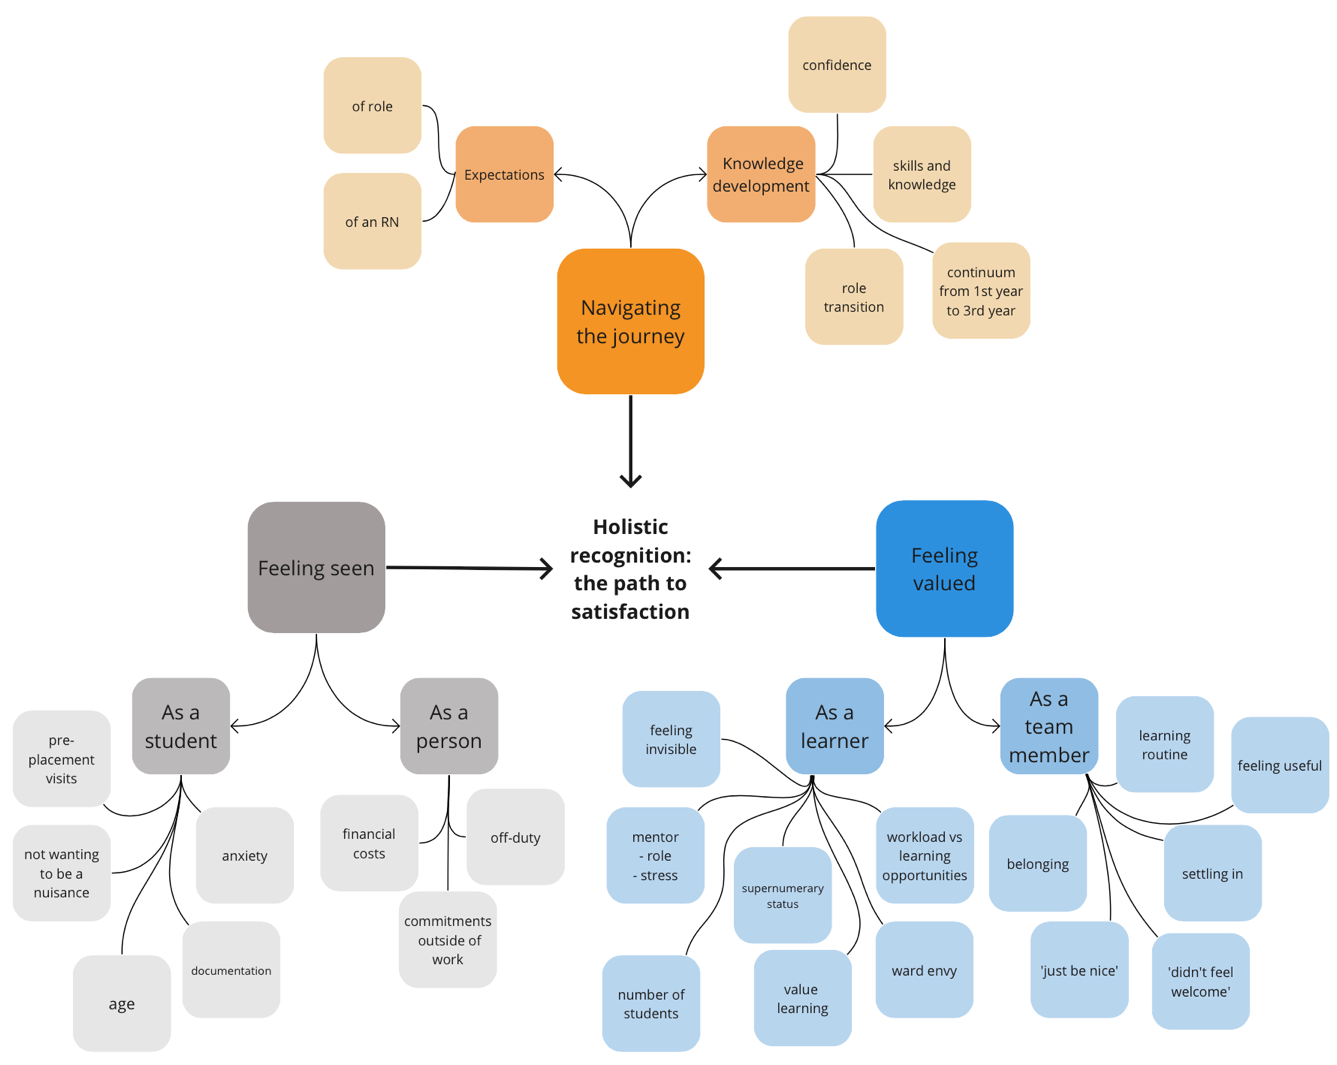 confidence
of role
Expectations
Knowledge
development
skills and
knowledge
of an RN
Navigating
the journey
role
transition
continuum
from 1st year
to 3rd year
Feeling seen
Holistic
recognition:
the path to
satisfaction
Feeling
valued
As a
student
As a
person
As a
learner
As a
team
member
pre-
placement
visits
feeling
invisible
learning
routine
feeling useful
not wanting
to be a
nuisance
anxiety
financial
costs
off-duty
mentor
- role
- stress
supernumerary
status
workload vs
learning
opportunities
belonging
settling in
age
documentation
commitments
outside of
work
number of
students
value
learning
ward envy
'just be nice'
'didn't feel
welcome'